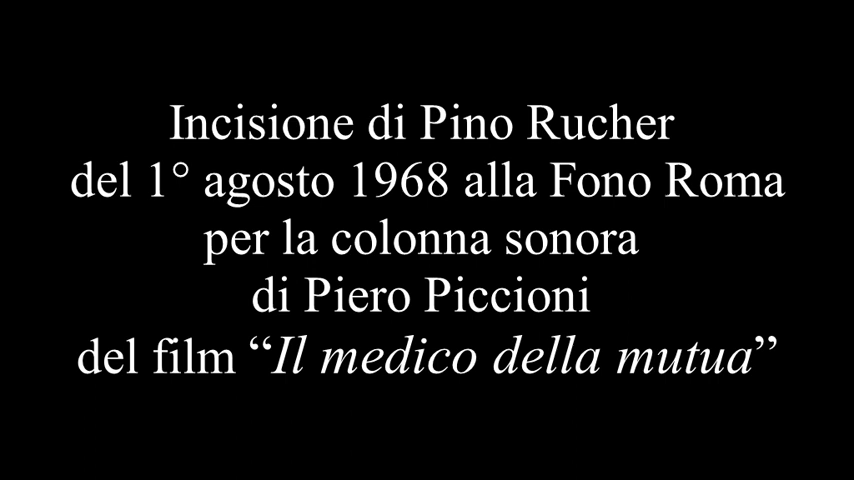 Incisione di Pino Rucher
del 1° agosto 1968 alla Fono Roma
per la colonna sonora
di Piero Piccioni
del film “Il medico della mutua”